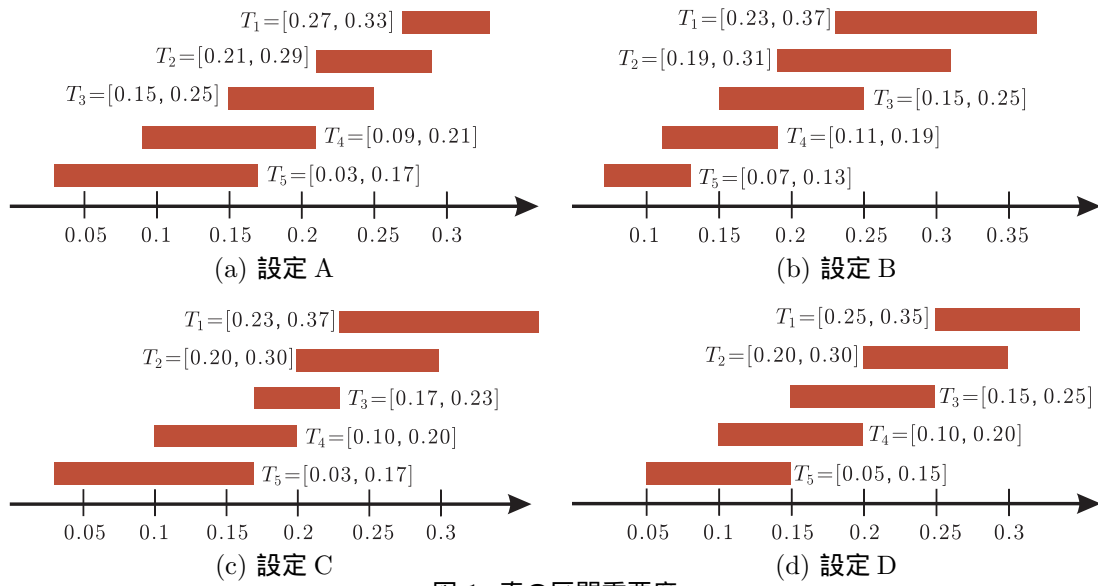 T₁=[0.27, 0.33]
T₂=[0.21, 0.29]
T₃=[0.15, 0.25]
T₄=[0.09, 0.21]
T₅=[0.03, 0.17]
0.05 0.1 0.15 0.2 0.25 0.3
(a) 設定 A
T₁=[0.23, 0.37]
T₂=[0.19, 0.31]
T₃=[0.15, 0.25]
T₄=[0.11, 0.19]
T₅=[0.07, 0.13]
0.1 0.15 0.2 0.25 0.3 0.35
(b) 設定 B
T₁=[0.23, 0.37]
T₂=[0.20, 0.30]
T₃=[0.17, 0.23]
T₄=[0.10, 0.20]
T₅=[0.03, 0.17]
0.05 0.1 0.15 0.2 0.25 0.3
(c) 設定 C
T₁=[0.25, 0.35]
T₂=[0.20, 0.30]
T₃=[0.15, 0.25]
T₄=[0.10, 0.20]
T₅=[0.05, 0.15]
0.05 0.1 0.15 0.2 0.25 0.3
(d) 設定 D